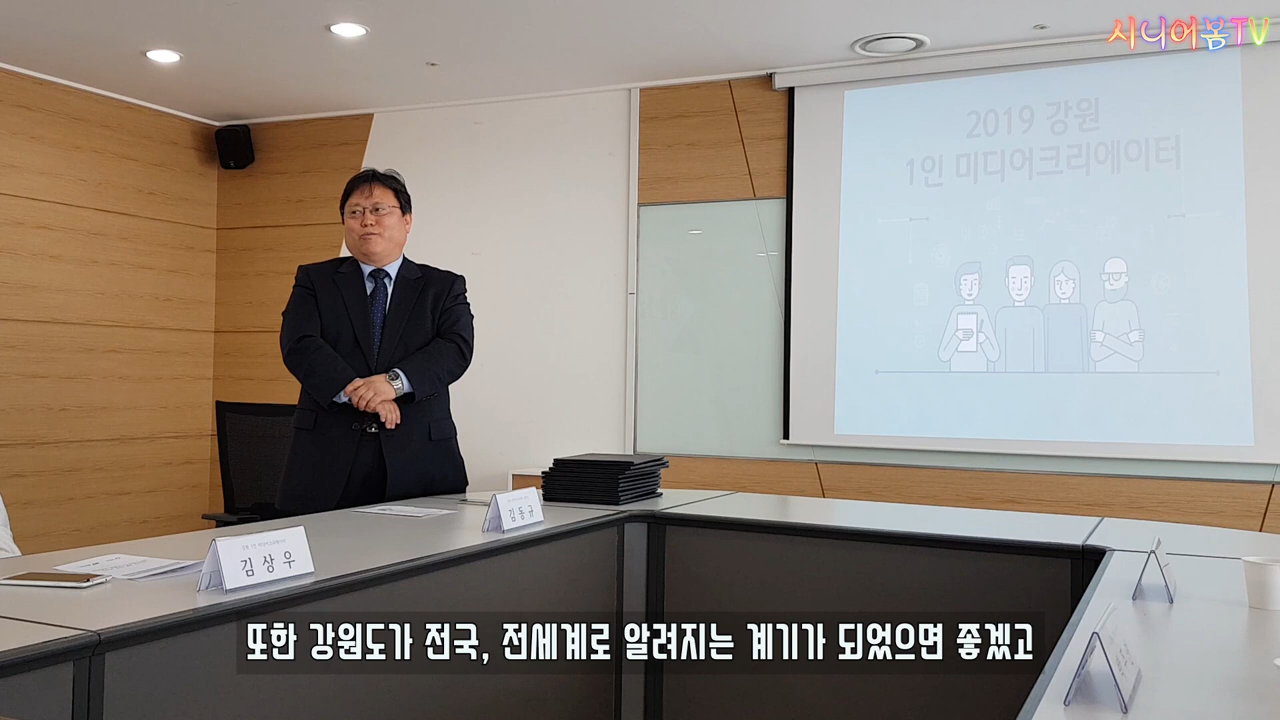 시니어봄TV
2019 강원
1인 미디어크리에이터
김동규
김상우
또한 강원도가 전국, 전세계로 알려지는 계기가 되었으면 좋겠고